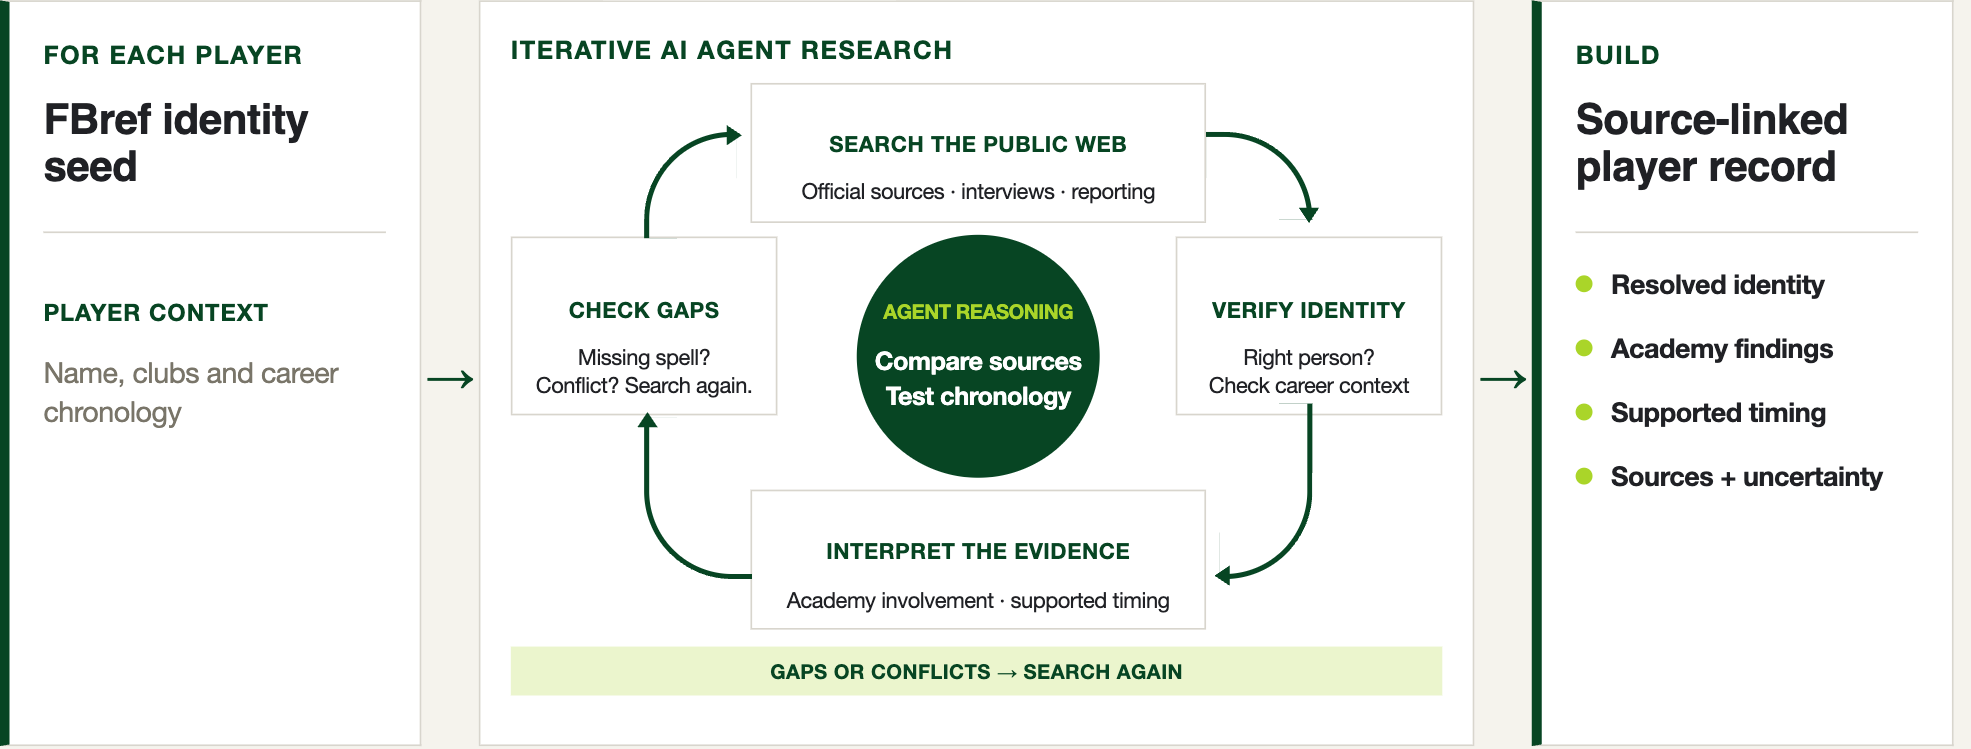 FOR EACH PLAYER
FBref identity
seed
PLAYER CONTEXT
Name, clubs and career
chronology
→
ITERATIVE AI AGENT RESEARCH
SEARCH THE PUBLIC WEB
Official sources · interviews · reporting
VERIFY IDENTITY
Right person?
Check career context
INTERPRET THE EVIDENCE
Academy involvement · supported timing
CHECK GAPS
Missing spell?
Conflict? Search again.
AGENT REASONING
Compare sources
Test chronology
GAPS OR CONFLICTS → SEARCH AGAIN
→
BUILD
Source-linked
player record
Resolved identity
Academy findings
Supported timing
Sources + uncertainty